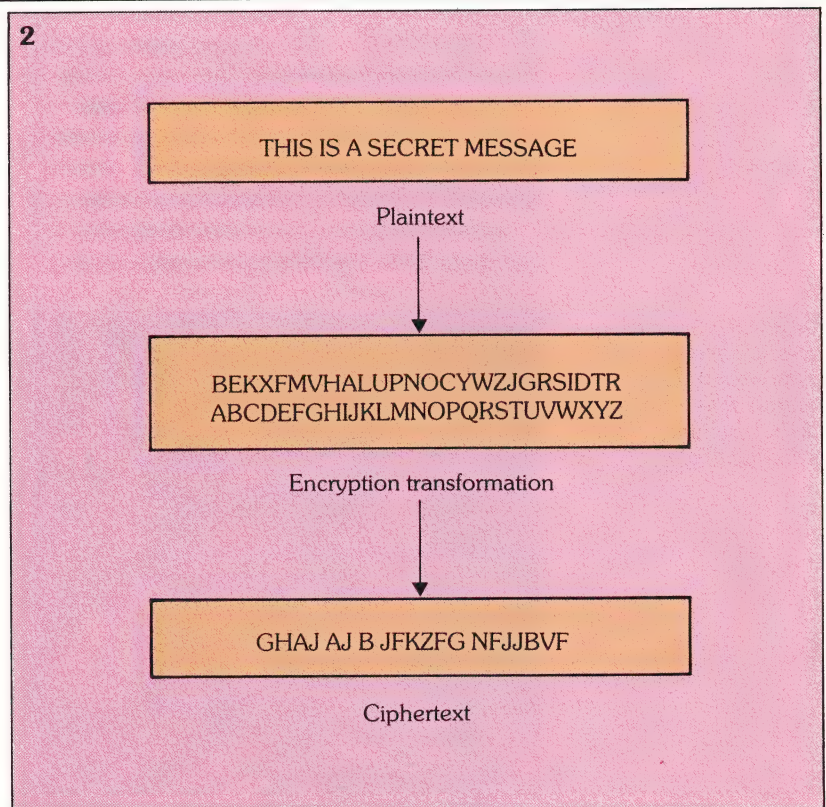 2
THIS IS A SECRET MESSAGE
Plaintext
BEKXFMVHALUPNOCYWZJGRSIDTR
ABCDEFGHIJKLMNOPQRSTUVWXYZ
Encryption transformation
GHAJ AJ B JFKZFG NFJJBVF
Ciphertext